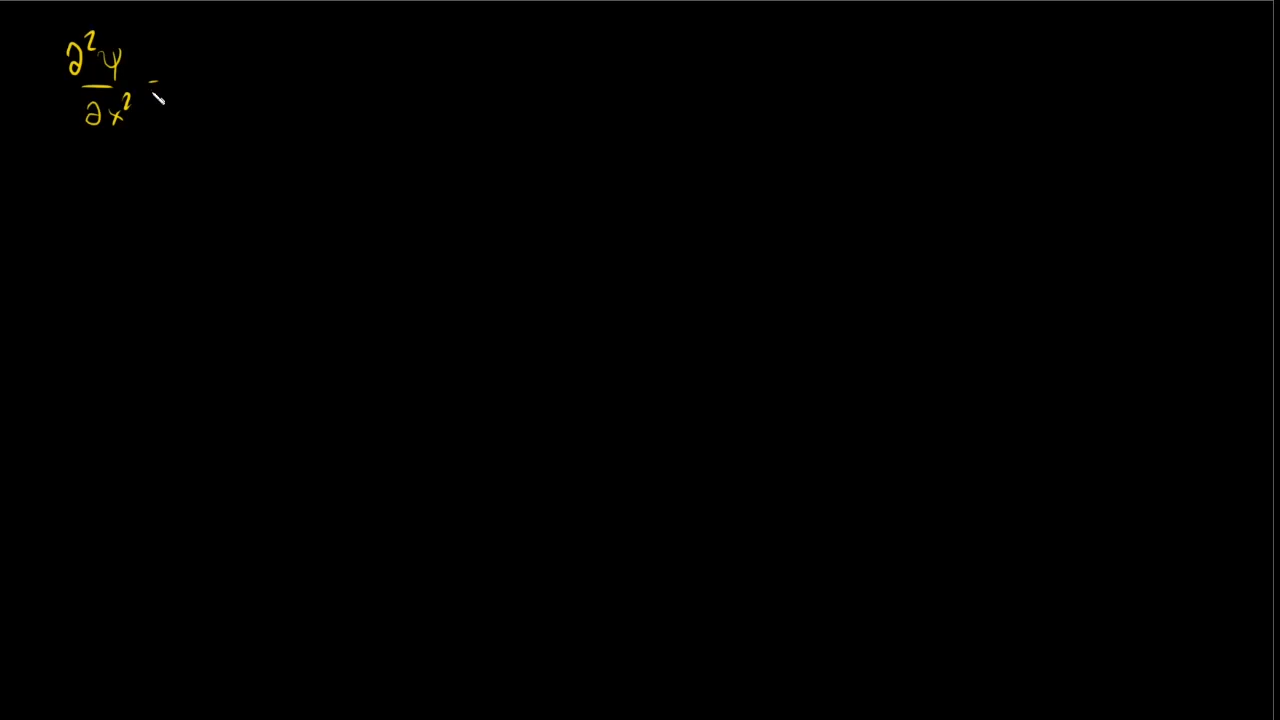 ∂²ψ
∂x² =